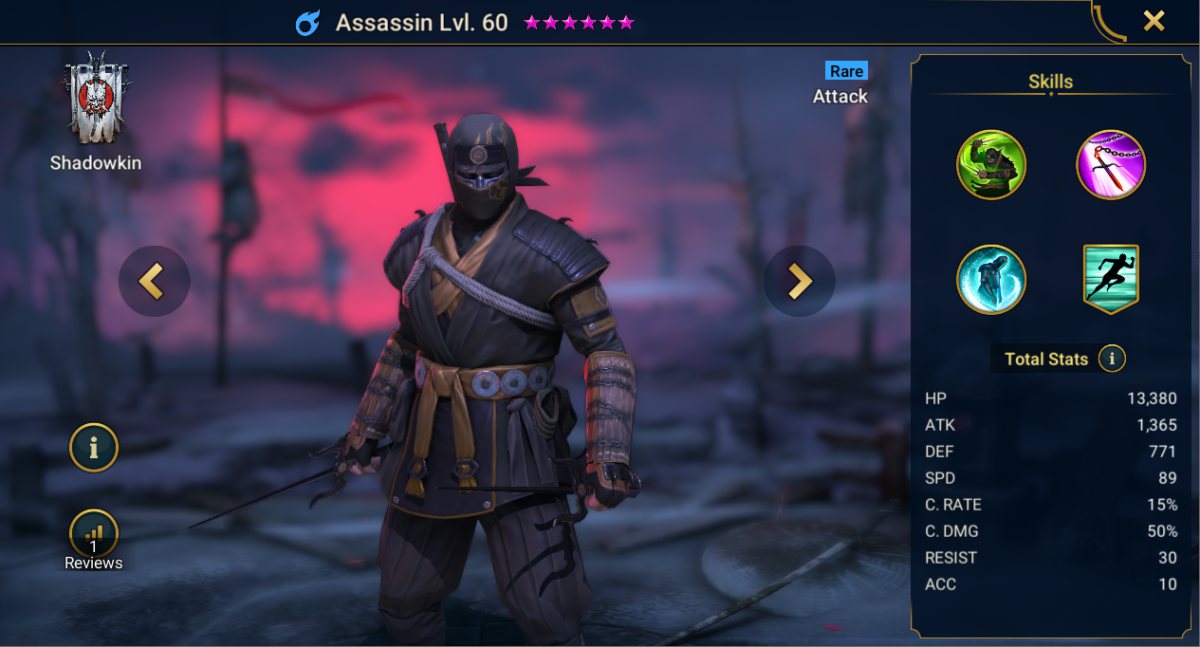 Assassin Lvl. 60
Shadowkin
Rare
Attack
1
Reviews
Skills
Total Stats
HP 13,380
ATK 1,365
DEF 771
SPD 89
C. RATE 15%
C. DMG 50%
RESIST 30
ACC 10